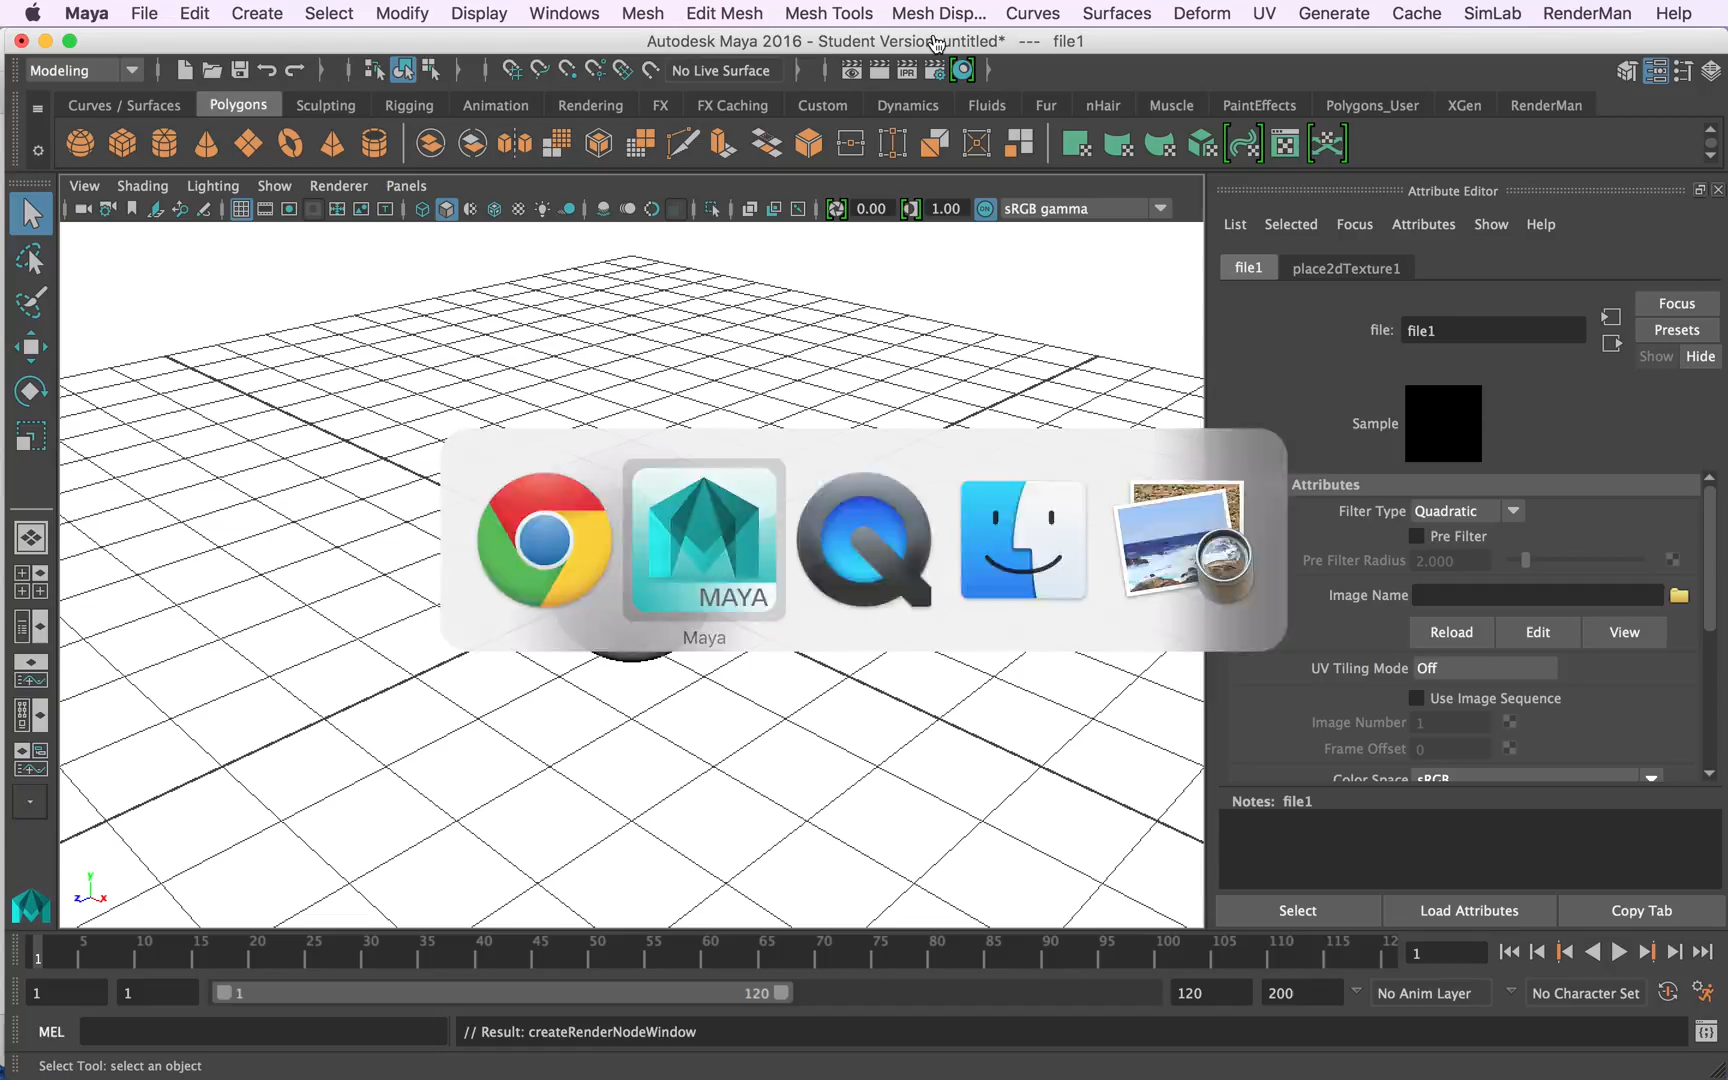 Maya File Edit Create Select Modify Display Windows Mesh Edit Mesh Mesh Tools Mesh Disp... Curves Surfaces Deform UV Generate Cache SimLab RenderMan Help
Autodesk Maya 2016 - Student Version untitled* --- file1
Modeling No Live Surface
Curves / Surfaces Polygons Sculpting Rigging Animation Rendering FX FX Caching Custom Dynamics Fluids Fur nHair Muscle PaintEffects Polygons_User XGen RenderMan
IPR
View Shading Lighting Show Renderer Panels
Attribute Editor
0.00 1.00 ON sRGB gamma
List Selected Focus Attributes Show Help
file1 place2dTexture1
Focus
file: file1 Presets
Show Hide
Sample
Attributes
Filter Type Quadratic
Pre Filter
Pre Filter Radius 2.000
Image Name
MAYA
Maya
Reload Edit View
UV Tiling Mode Off
Use Image Sequence
Image Number 1
Frame Offset 0
Color Space sRGB
Notes: file1
y
z x
Select Load Attributes Copy Tab
5 10 15 20 25 30 35 40 45 50 55 60 65 70 75 80 85 90 95 100 105 110 115 12
1 1
1 1 1 120 120 200 No Anim Layer No Character Set
MEL // Result: createRenderNodeWindow
Select Tool: select an object